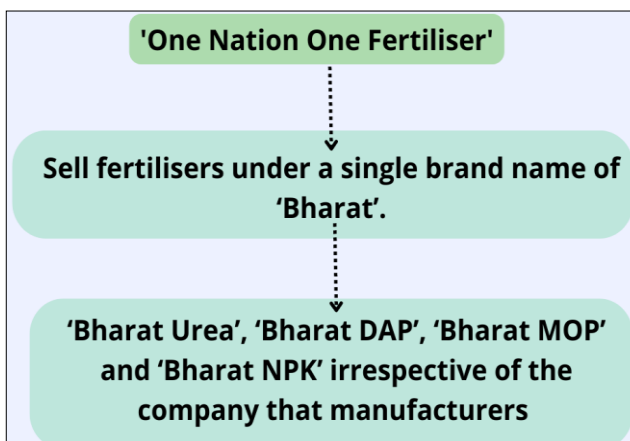 'One Nation One Fertiliser'
Sell fertilisers under a single brand name of
‘Bharat’.
‘Bharat Urea’, ‘Bharat DAP’, ‘Bharat MOP’
and ‘Bharat NPK’ irrespective of the
company that manufacturers